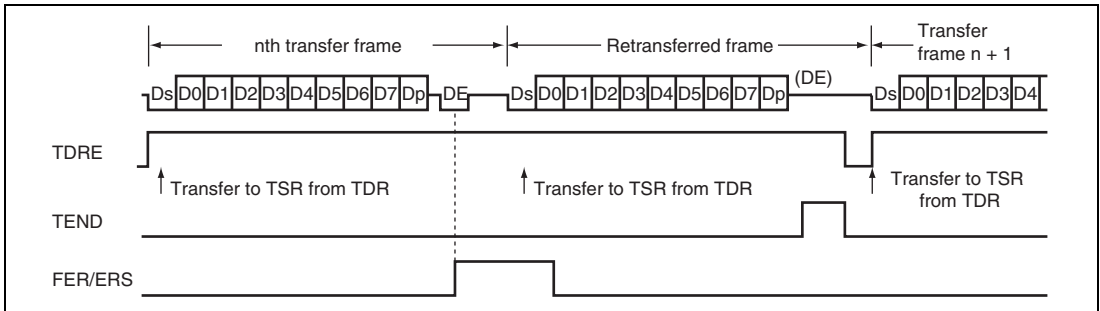 nth transfer frame
Retransferred frame
Transfer
frame n + 1
Ds D0 D1 D2 D3 D4 D5 D6 D7 Dp DE Ds D0 D1 D2 D3 D4 D5 D6 D7 Dp (DE) Ds D0 D1 D2 D3 D4
TDRE
Transfer to TSR from TDR
Transfer to TSR from TDR
Transfer to TSR
from TDR
TEND
FER/ERS